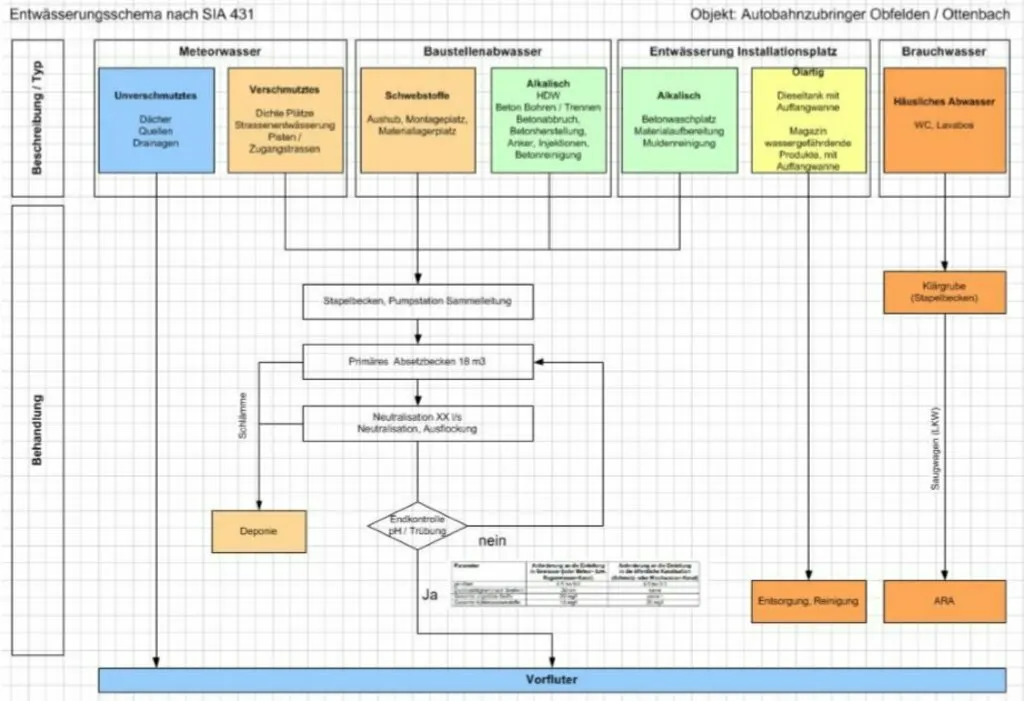 Entwässerungsschema nach SIA 431
Objekt: Autobahnzubringer Obfelden / Ottenbach
Beschreibung / Typ
Meteorwasser
Unverschmutztes
Dächer
Quellen
Drainagen
Verschmutztes
Dichte Plätze
Strassenentwässerung
Pisten /
Zugangstrassen
Baustellenabwasser
Schwebstoffe
Aushub, Montageplatz,
Materiallagerplatz
Alkalisch
HDW
Beton Bohren / Trennen
Betonabbruch,
Betonherstellung,
Anker, Injektionen,
Betonreinigung
Entwässerung Installationsplatz
Alkalisch
Betonwaschplatz
Materialaufbereitung
Muldenreinigung
Ölartig
Dieseltank mit
Auffangwanne
Magazin
wassergefährdende
Produkte, mit
Auffangwanne
Brauchwasser
Häusliches Abwasser
WC, Lavabos
Behandlung
Stapelbecken, Pumpstation Sammelleitung
Primäres Absetzbecken 18 m3
Neutralisation XX l/s
Neutralisation, Ausflockung
Schlämme
Deponie
Endkontrolle
pH / Trübung
nein
Ja
Parameter
Klärgrube
(Stapelbecken)
Saugwagen (LKW)
Entsorgung, Reinigung
ARA
Vorfluter